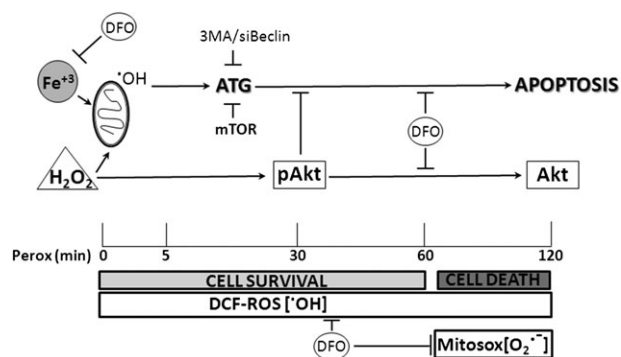 DFO
3MA/siBeclin
Fe+3
•OH
ATG
APOPTOSIS
mTOR
DFO
H2O2
pAkt
Akt
Perox (min) 0 5 30 60 120
CELL SURVIVAL CELL DEATH
DCF-ROS [•OH]
DFO
Mitosox[O2•-]